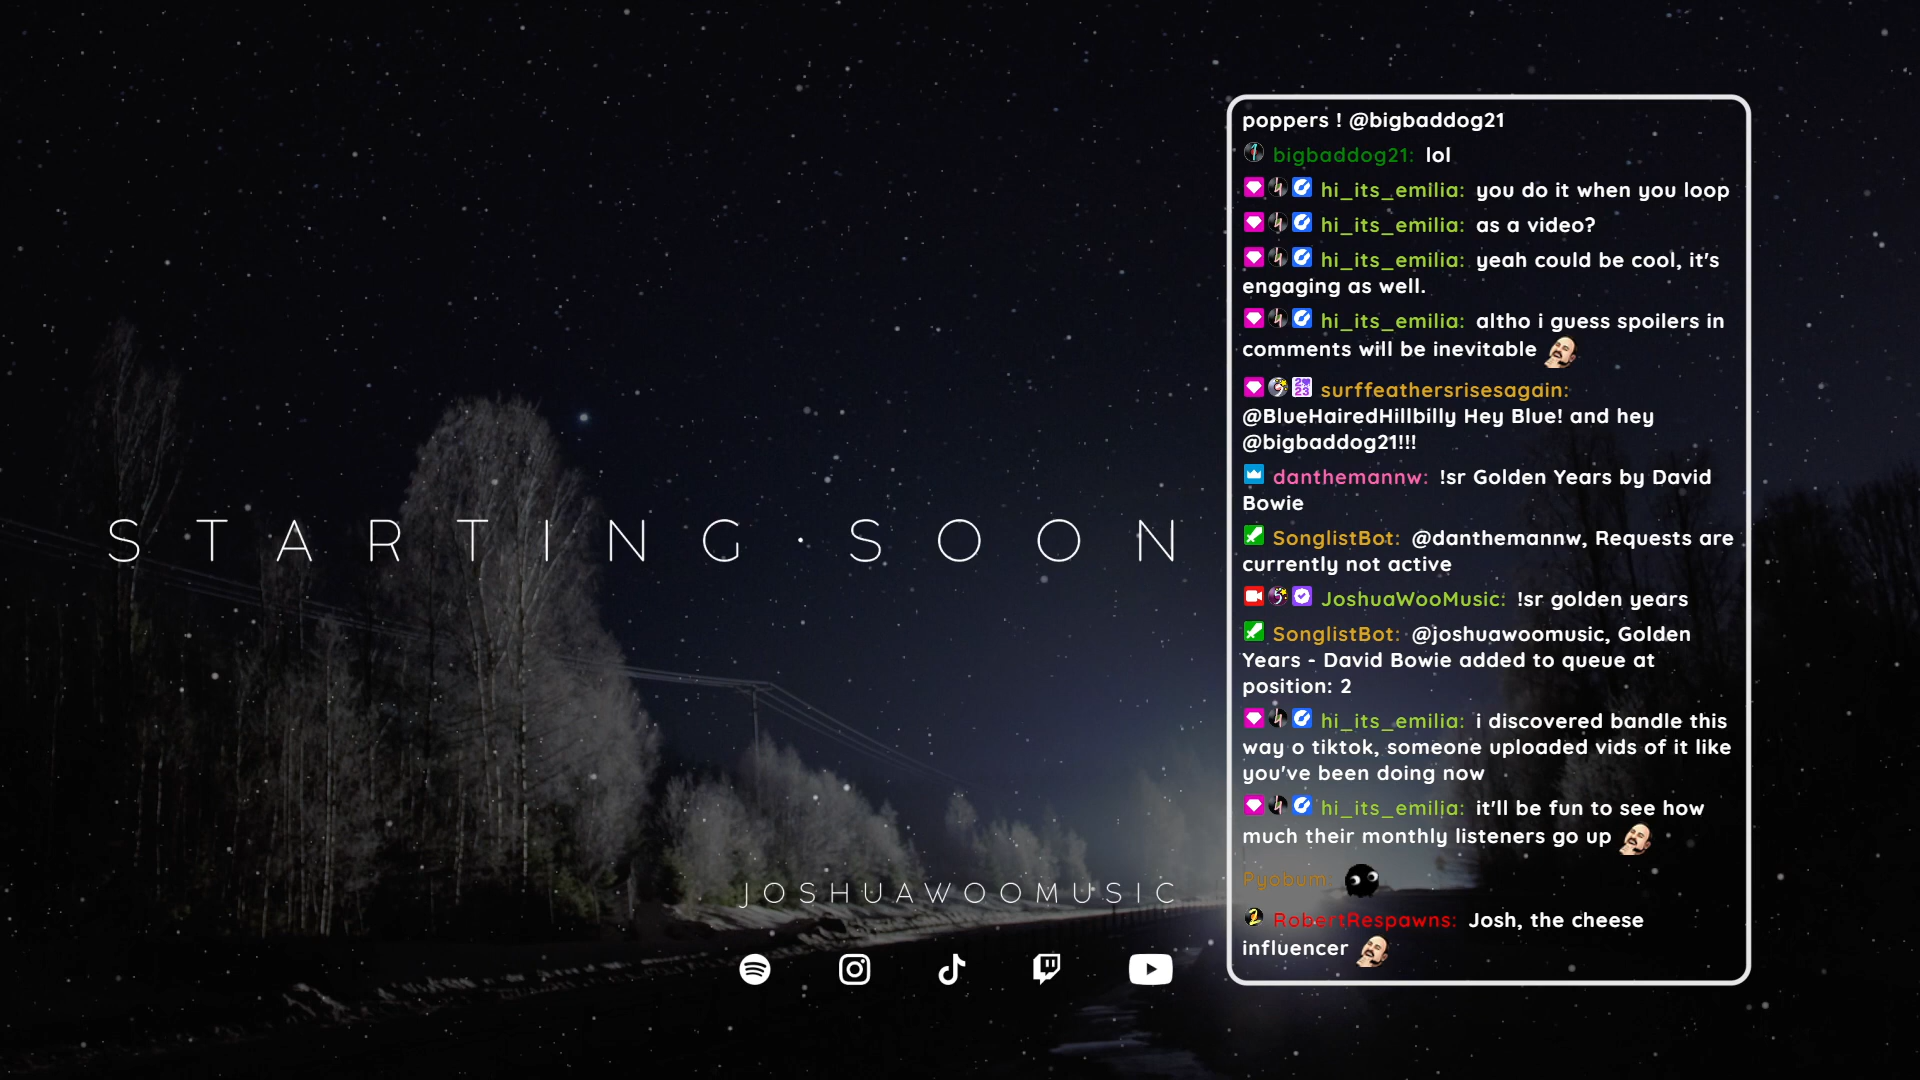 STARTING·SOON
JOSHUAWOOMUSIC
poppers ! @bigbaddog21
bigbaddog21: lol
hi_its_emilia: you do it when you loop
hi_its_emilia: as a video?
hi_its_emilia: yeah could be cool, it's
engaging as well.
hi_its_emilia: altho i guess spoilers in
comments will be inevitable
surffeathersrisesagain:
@BlueHairedHillbilly Hey Blue! and hey
@bigbaddog21!!!
danthemannw: !sr Golden Years by David
Bowie
SonglistBot: @danthemannw, Requests are
currently not active
JoshuaWooMusic: !sr golden years
SonglistBot: @joshuawoomusic, Golden
Years - David Bowie added to queue at
position: 2
hi_its_emilia: i discovered bandle this
way o tiktok, someone uploaded vids of it like
you've been doing now
hi_its_emilia: it'll be fun to see how
much their monthly listeners go up
Pyobum:
RobertRespawns: Josh, the cheese
influencer